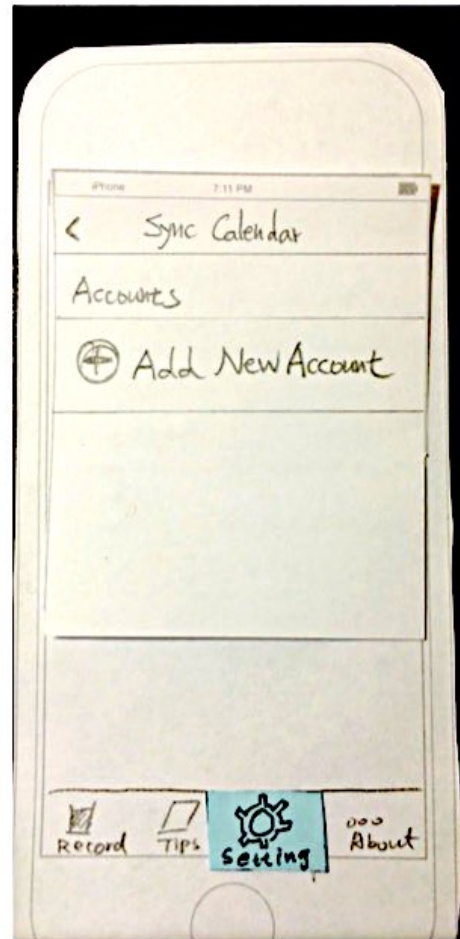 iPhone 7:11 PM
< Sync Calendar
Accounts
+ Add New Account
Record Tips Setting About